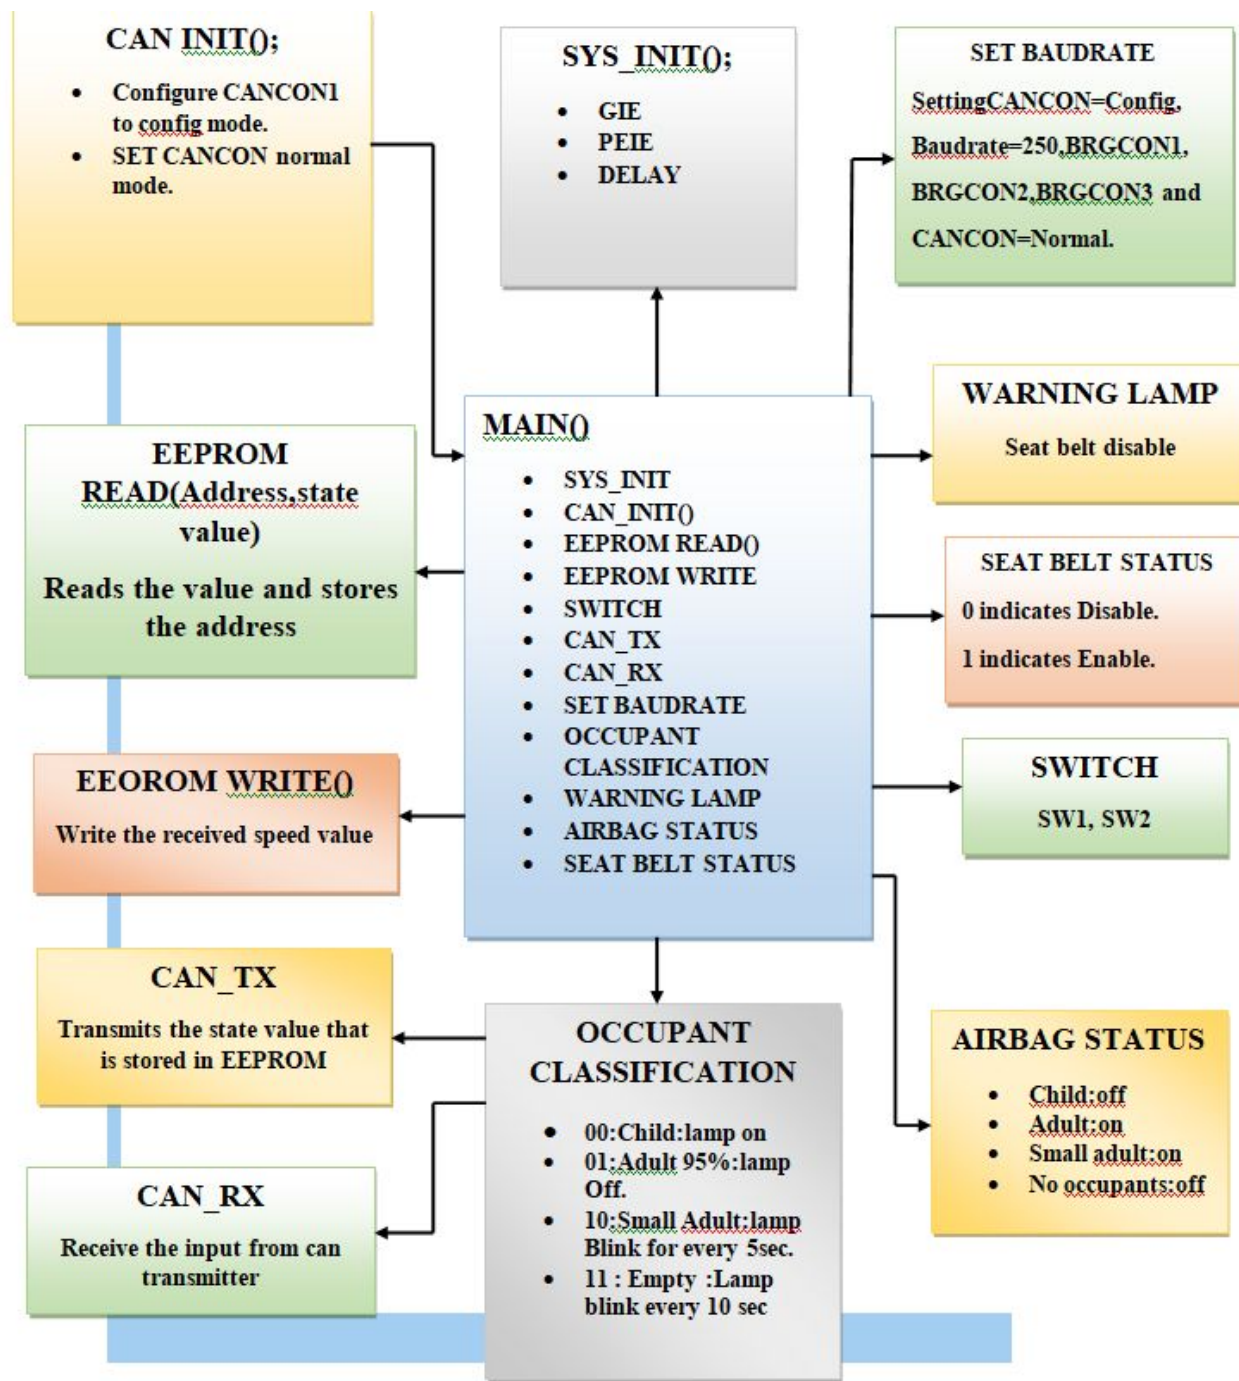 CAN INIT();
• Configure CANCON1
to config mode.
• SET CANCON normal
mode.
SYS_INIT();
• GIE
• PEIE
• DELAY
SET BAUDRATE
SettingCANCON=Config,
Baudrate=250,BRGCON1,
BRGCON2,BRGCON3 and
CANCON=Normal.
EEPROM
READ(Address,state
value)
Reads the value and stores
the address
MAIN()
• SYS_INIT
• CAN_INIT()
• EEPROM READ()
• EEPROM WRITE
• SWITCH
• CAN_TX
• CAN_RX
• SET BAUDRATE
• OCCUPANT
CLASSIFICATION
• WARNING LAMP
• AIRBAG STATUS
• SEAT BELT STATUS
WARNING LAMP
Seat belt disable
SEAT BELT STATUS
0 indicates Disable.
1 indicates Enable.
EEOROM WRITE()
Write the received speed value
SWITCH
SW1, SW2
CAN_TX
Transmits the state value that
is stored in EEPROM
OCCUPANT
CLASSIFICATION
• 00:Child:lamp on
• 01:Adult 95%:lamp
Off.
• 10:Small Adult:lamp
Blink for every 5sec.
• 11 : Empty :Lamp
blink every 10 sec
AIRBAG STATUS
• Child:off
• Adult:on
• Small adult:on
• No occupants:off
CAN_RX
Receive the input from can
transmitter